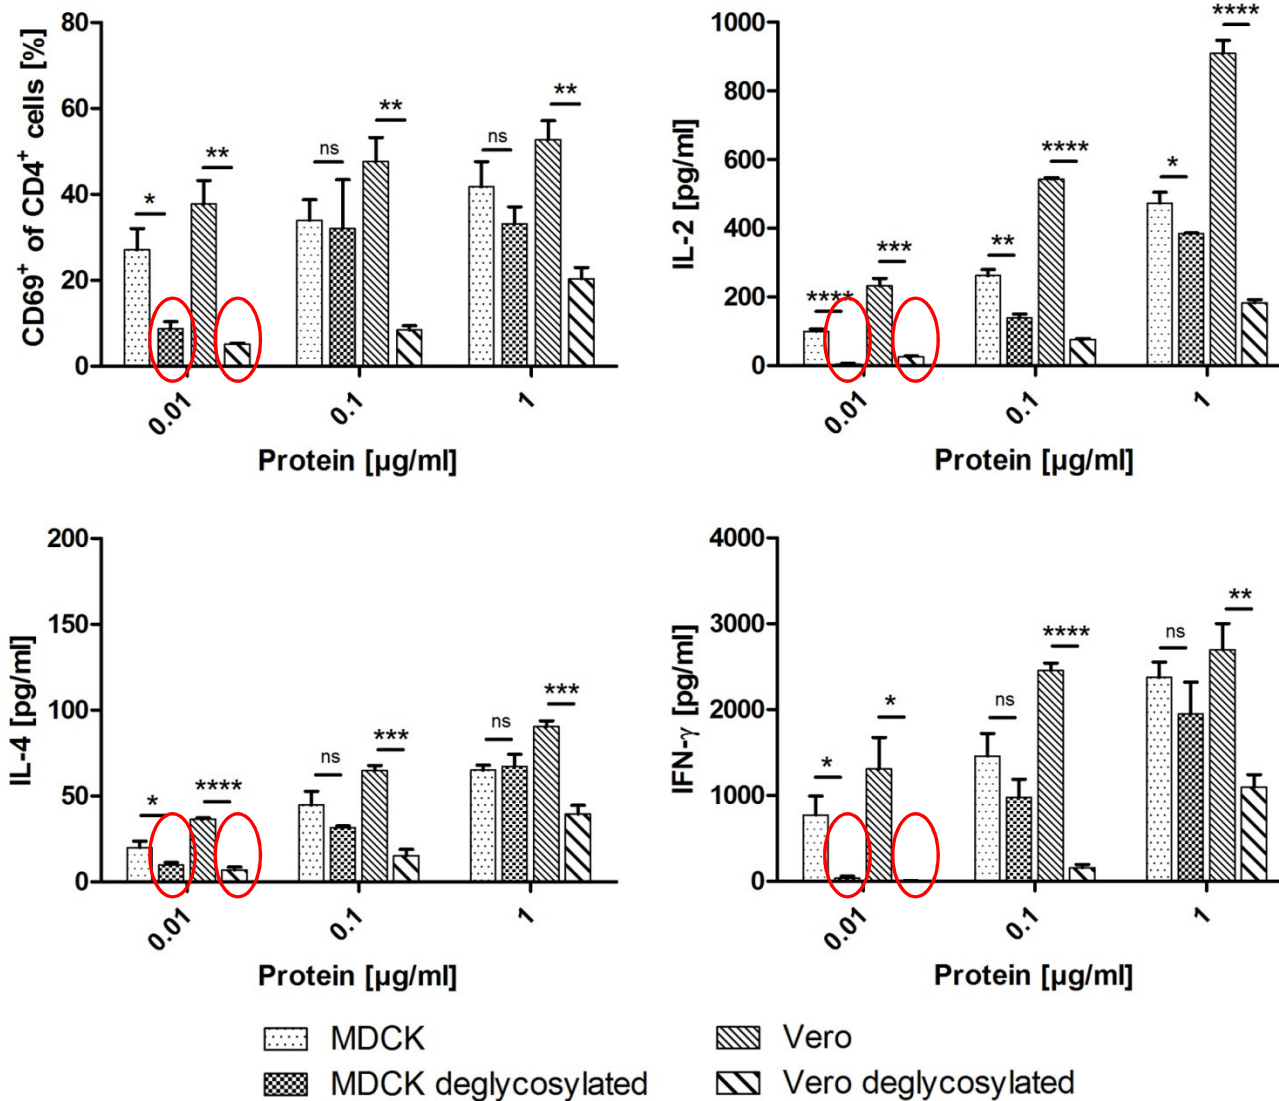 CD69+ of CD4+ cells [%]
80
60
40
20
0
*
**
ns
**
ns
**
0.01
0.1
1
Protein [µg/ml]
IL-2 [pg/ml]
1000
800
600
400
200
0
****
***
**
****
*
****
0.01
0.1
1
Protein [µg/ml]
IL-4 [pg/ml]
200
150
100
50
0
*
****
ns
***
ns
***
0.01
0.1
1
Protein [µg/ml]
IFN-γ [pg/ml]
4000
3000
2000
1000
0
*
*
ns
****
ns
**
0.01
0.1
1
Protein [µg/ml]
MDCK
MDCK deglycosylated
Vero
Vero deglycosylated